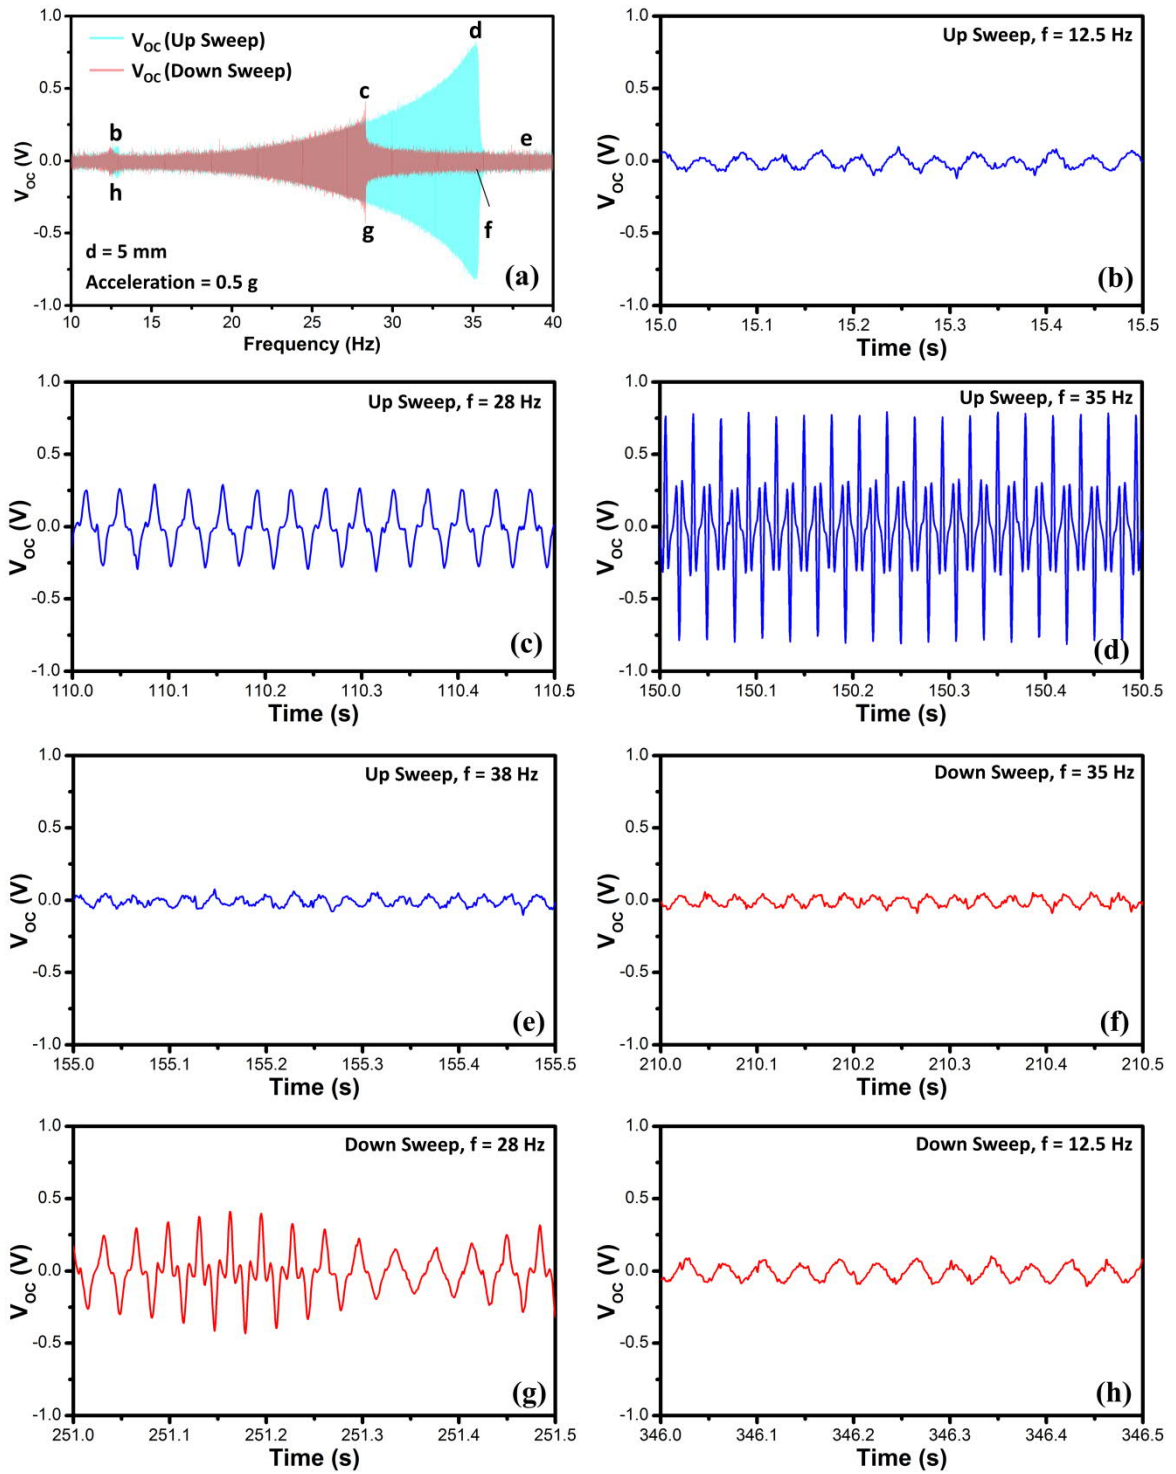 1.0
0.5
0.0
-0.5
-1.0
V_OC (V)
V_OC (Up Sweep)
V_OC (Down Sweep)
b
h
c
g
d
e
f
d = 5 mm
Acceleration = 0.5 g
(a)
10 15 20 25 30 35 40
Frequency (Hz)
1.0
0.5
0.0
-0.5
-1.0
V_OC (V)
Up Sweep, f = 12.5 Hz
(b)
15.0 15.1 15.2 15.3 15.4 15.5
Time (s)
1.0
0.5
0.0
-0.5
-1.0
V_OC (V)
Up Sweep, f = 28 Hz
(c)
110.0 110.1 110.2 110.3 110.4 110.5
Time (s)
1.0
0.5
0.0
-0.5
-1.0
V_OC (V)
Up Sweep, f = 35 Hz
(d)
150.0 150.1 150.2 150.3 150.4 150.5
Time (s)
1.0
0.5
0.0
-0.5
-1.0
V_OC (V)
Up Sweep, f = 38 Hz
(e)
155.0 155.1 155.2 155.3 155.4 155.5
Time (s)
1.0
0.5
0.0
-0.5
-1.0
V_OC (V)
Down Sweep, f = 35 Hz
(f)
210.0 210.1 210.2 210.3 210.4 210.5
Time (s)
1.0
0.5
0.0
-0.5
-1.0
V_OC (V)
Down Sweep, f = 28 Hz
(g)
251.0 251.1 251.2 251.3 251.4 251.5
Time (s)
1.0
0.5
0.0
-0.5
-1.0
V_OC (V)
Down Sweep, f = 12.5 Hz
(h)
346.0 346.1 346.2 346.3 346.4 346.5
Time (s)